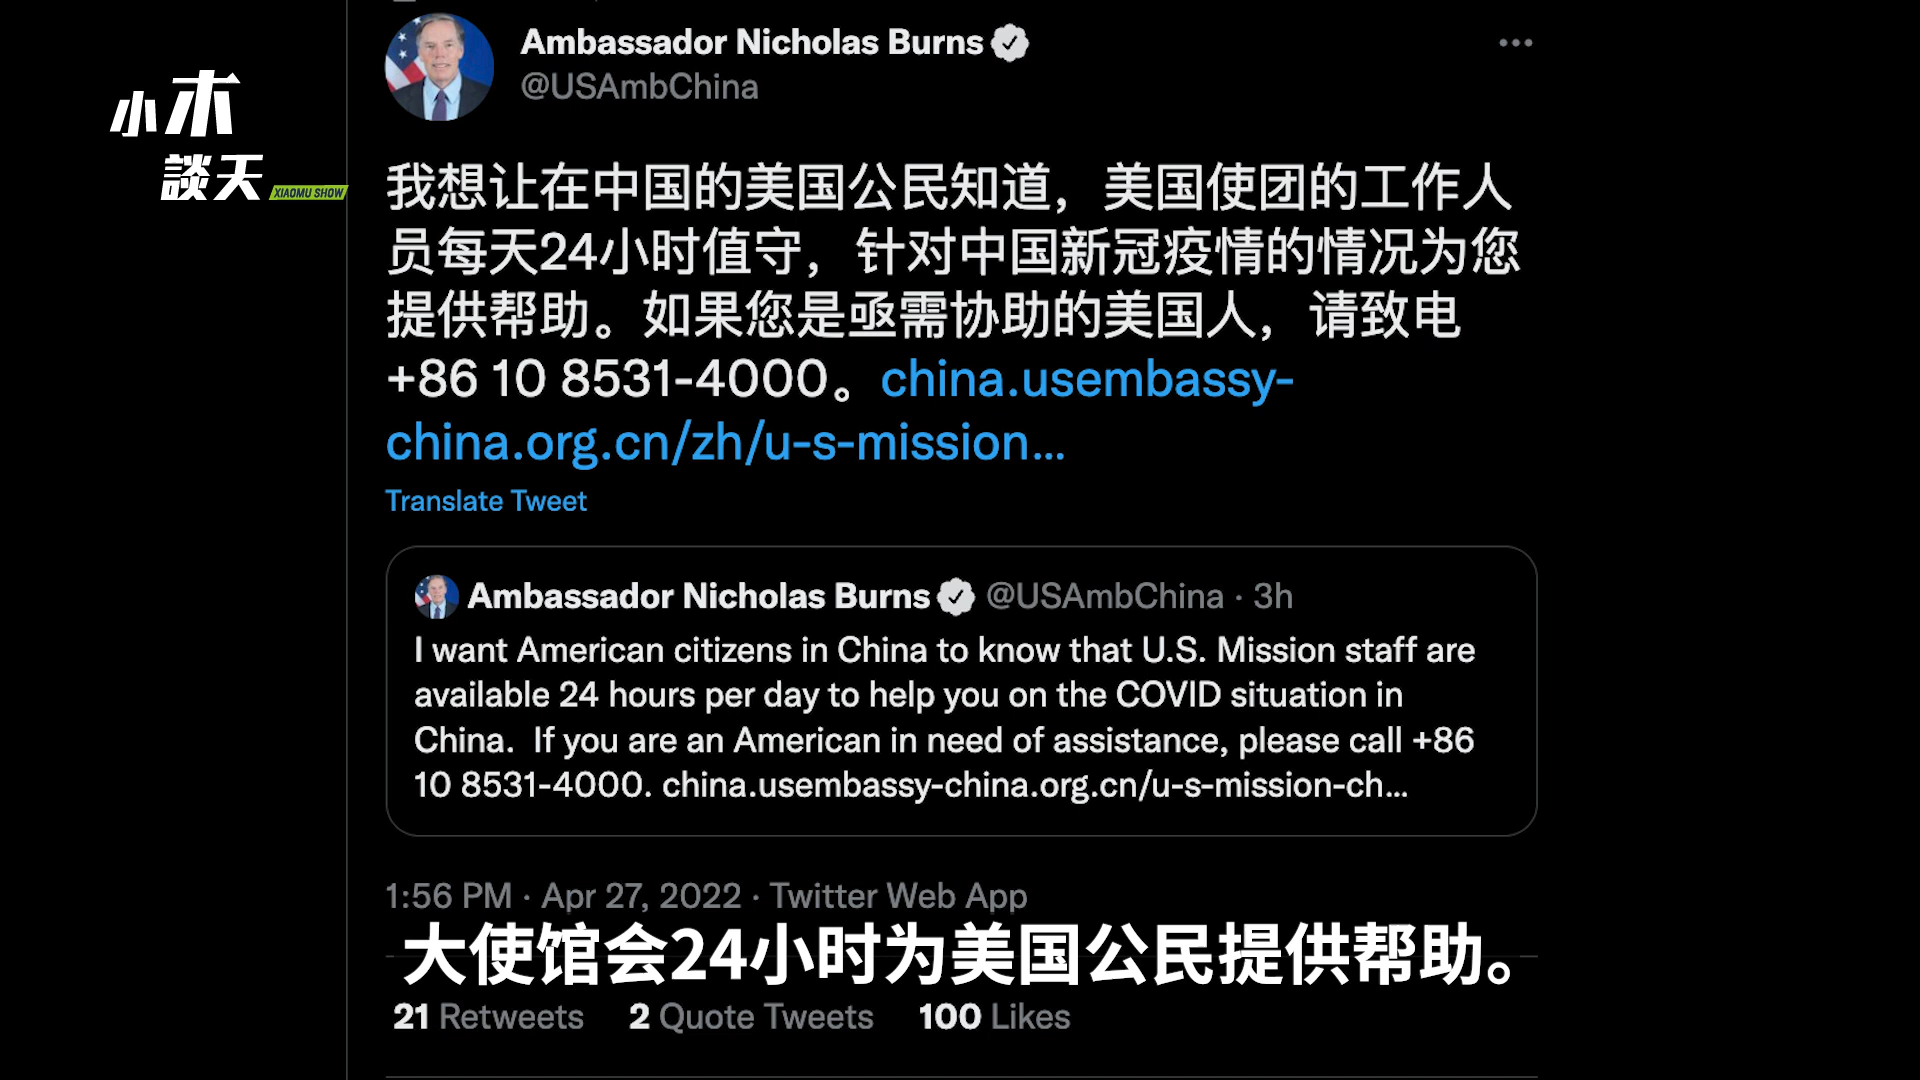 小木
談天
XIAOMU SHOW
Ambassador Nicholas Burns
@USAmbChina
我想让在中国的美国公民知道，美国使团的工作人
员每天24小时值守，针对中国新冠疫情的情况为您
提供帮助。如果您是亟需协助的美国人，请致电
+86 10 8531-4000。china.usembassy-
china.org.cn/zh/u-s-mission…
Translate Tweet
Ambassador Nicholas Burns @USAmbChina · 3h
I want American citizens in China to know that U.S. Mission staff are
available 24 hours per day to help you on the COVID situation in
China.  If you are an American in need of assistance, please call +86
10 8531-4000. china.usembassy-china.org.cn/u-s-mission-ch…
1:56 PM · Apr 27, 2022 · Twitter Web App
大使馆会24小时为美国公民提供帮助。
21 Retweets 2 Quote Tweets 100 Likes